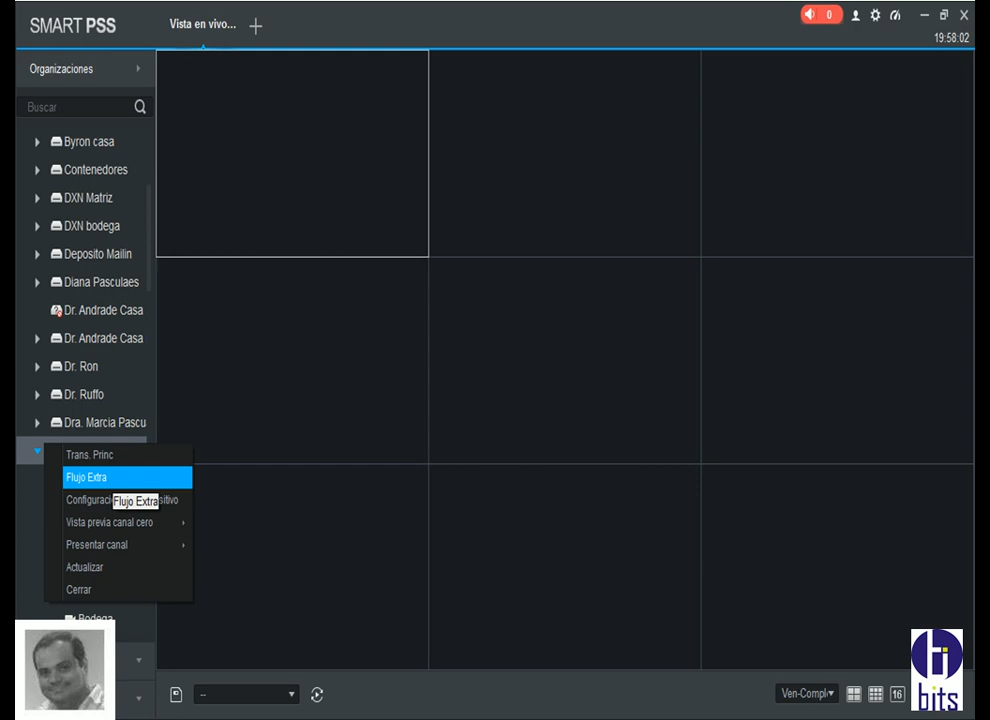 SMART PSS
Vista en vivo...
0
19:58:02
Organizaciones
Buscar
Byron casa
Contenedores
DXN Matriz
DXN bodega
Deposito Mailin
Diana Pasculaes
Dr. Andrade Casa
Dr. Andrade Casa
Dr. Ron
Dr. Ruffo
Dra. Marcia Pascu
Trans. Princ
Flujo Extra
Flujo Extra
Vista previa canal cero
Presentar canal
Actualizar
Cerrar
Bodega
--
Ven-Compl
16
bits